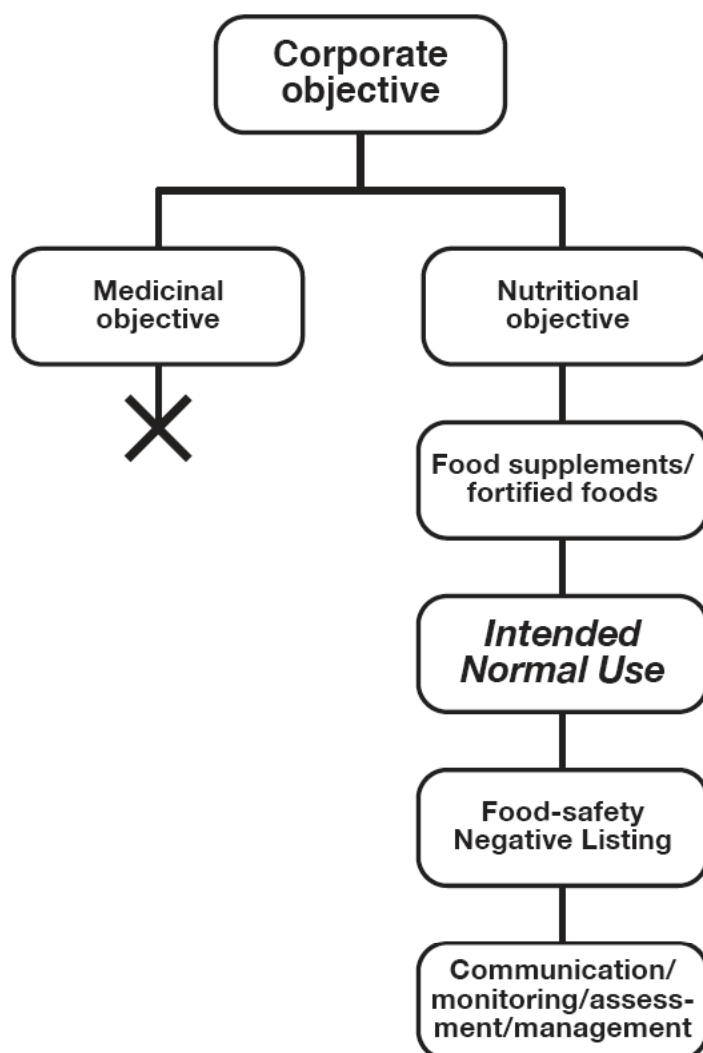 Corporate
objective
Medicinal
objective
Nutritional
objective
Food supplements/
fortified foods
Intended
Normal Use
Food-safety
Negative Listing
Communication/
monitoring/assess-
ment/management